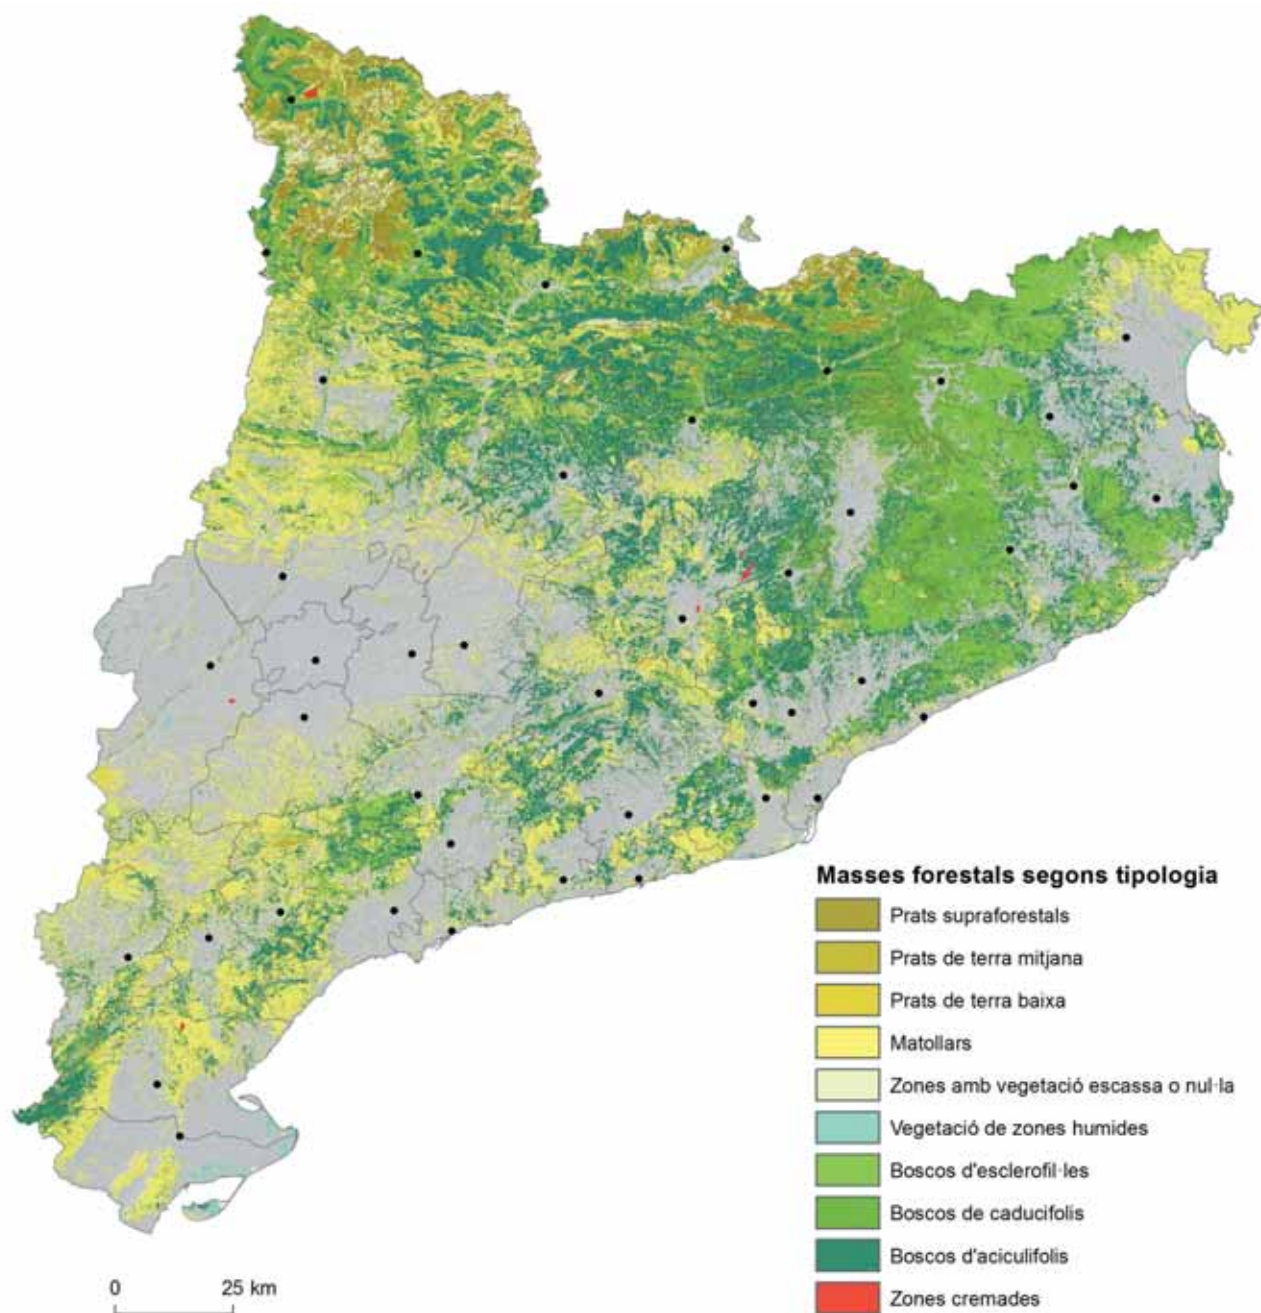 Masses forestals segons tipologia
Prats supraforestals
Prats de terra mitjana
Prats de terra baixa
Matollars
Zones amb vegetació escassa o nul·la
Vegetació de zones humides
Boscos d'esclerofil·les
Boscos de caducifolis
Boscos d'aciculifolis
Zones cremades
0 25 km